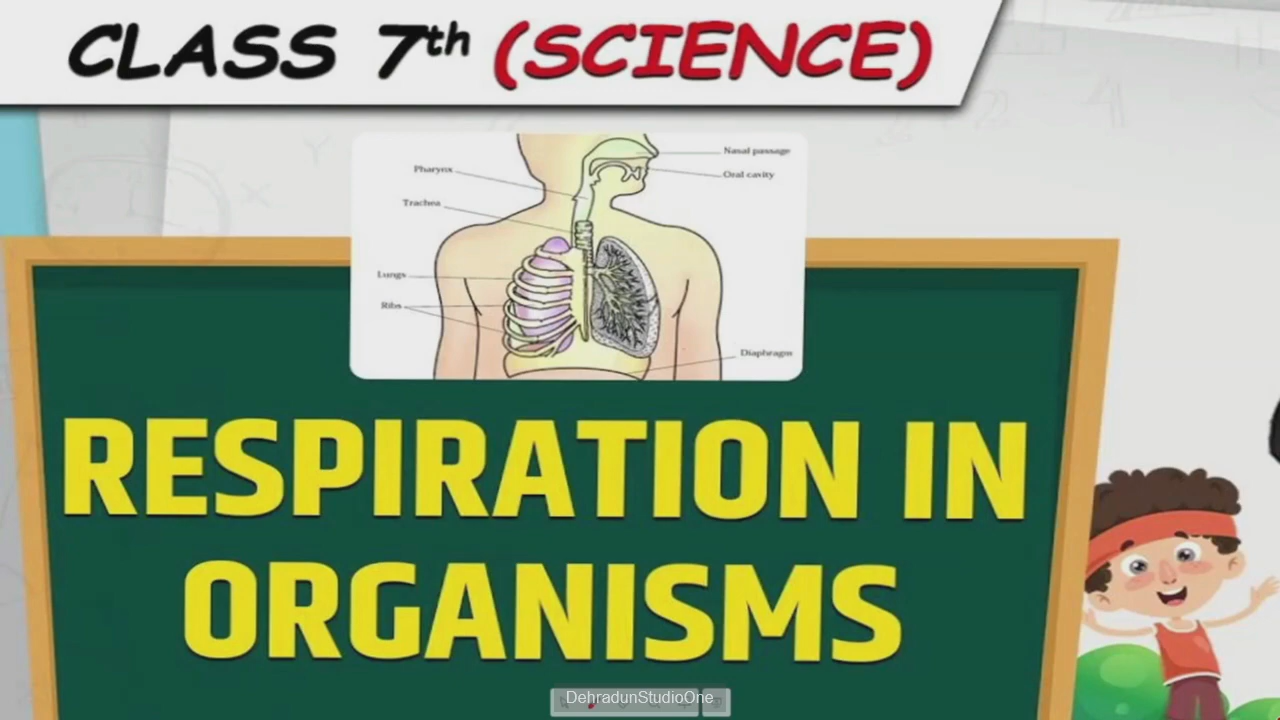 CLASS 7th (SCIENCE)
Nasal passage
Pharynx
Oral cavity
Trachea
Lungs
Ribs
Diaphragm
RESPIRATION IN
ORGANISMS
DehradunStudioOne